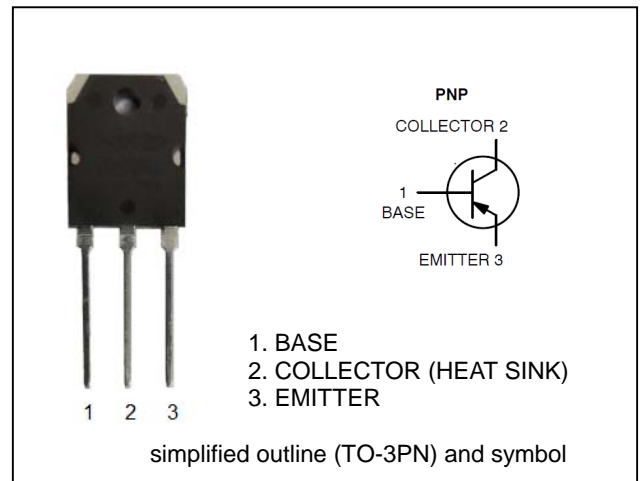 PNP
COLLECTOR 2
1
BASE
EMITTER 3
1. BASE
2. COLLECTOR (HEAT SINK)
3. EMITTER
1 2 3
simplified outline (TO-3PN) and symbol